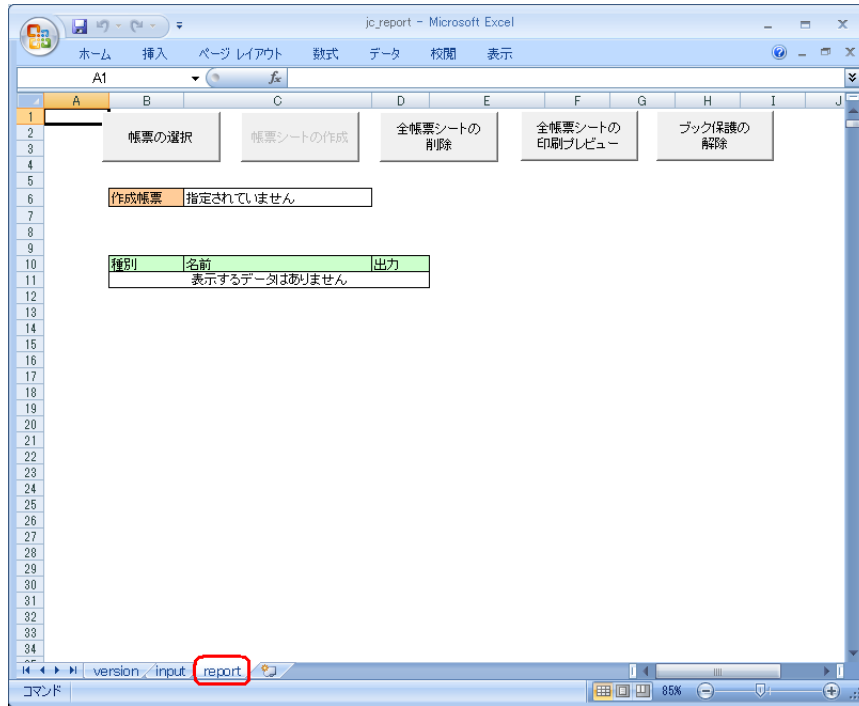 jc_report - Microsoft Excel
ホーム 挿入 ページ レイアウト 数式 データ 校閲 表示
A1 fx
A B C D E F G H I J
1
2
3
4
5
6
7
8
9
10
11
12
13
14
15
16
17
18
19
20
21
22
23
24
25
26
27
28
29
30
31
32
33
34
帳票の選択
帳票シートの作成
全帳票シートの
削除
全帳票シートの
印刷プレビュー
ブック保護の
解除
作成帳票 指定されていません
種別 名前 出力
表示するデータはありません
version input report
コマンド 85%